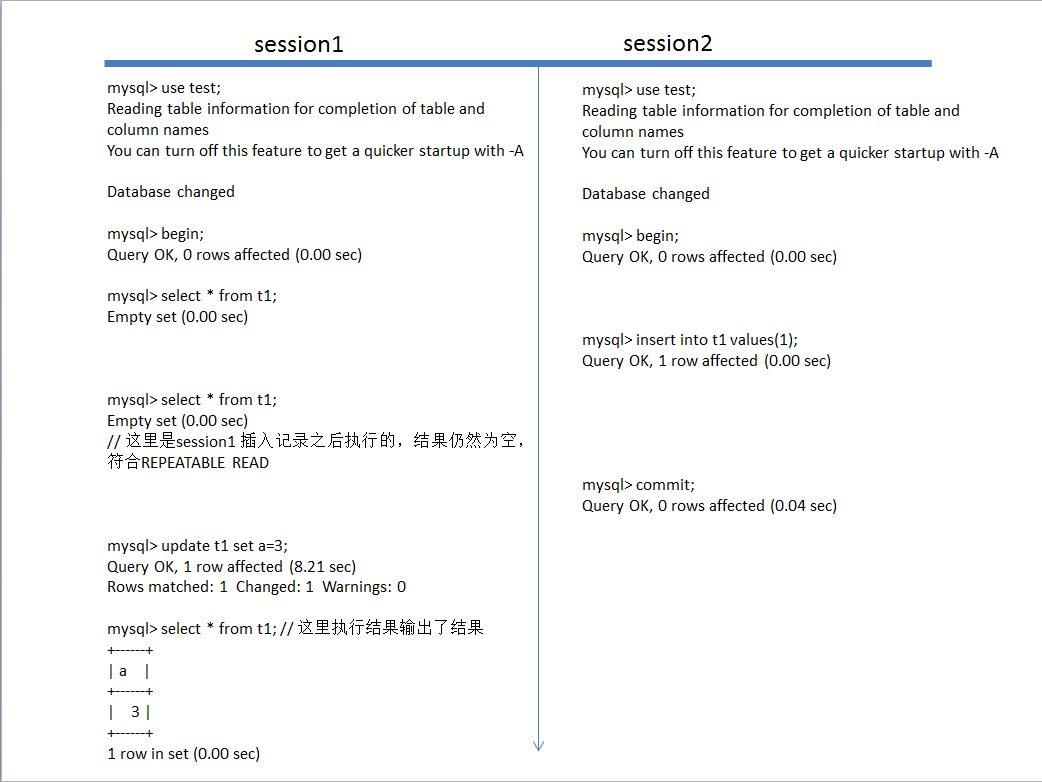 session1
session2
mysql> use test;
Reading table information for completion of table and
column names
You can turn off this feature to get a quicker startup with -A
Database changed
mysql> begin;
Query OK, 0 rows affected (0.00 sec)
mysql> select * from t1;
Empty set (0.00 sec)
mysql> select * from t1;
Empty set (0.00 sec)
// 这里是session1 插入记录之后执行的，结果仍然为空，
符合REPEATABLE READ
mysql> update t1 set a=3;
Query OK, 1 row affected (8.21 sec)
Rows matched: 1 Changed: 1 Warnings: 0
mysql> select * from t1; // 这里执行结果输出了结果
+------+
| a |
+------+
| 3 |
+------+
1 row in set (0.00 sec)
mysql> use test;
Reading table information for completion of table and
column names
You can turn off this feature to get a quicker startup with -A
Database changed
mysql> begin;
Query OK, 0 rows affected (0.00 sec)
mysql> insert into t1 values(1);
Query OK, 1 row affected (0.00 sec)
mysql> commit;
Query OK, 0 rows affected (0.04 sec)